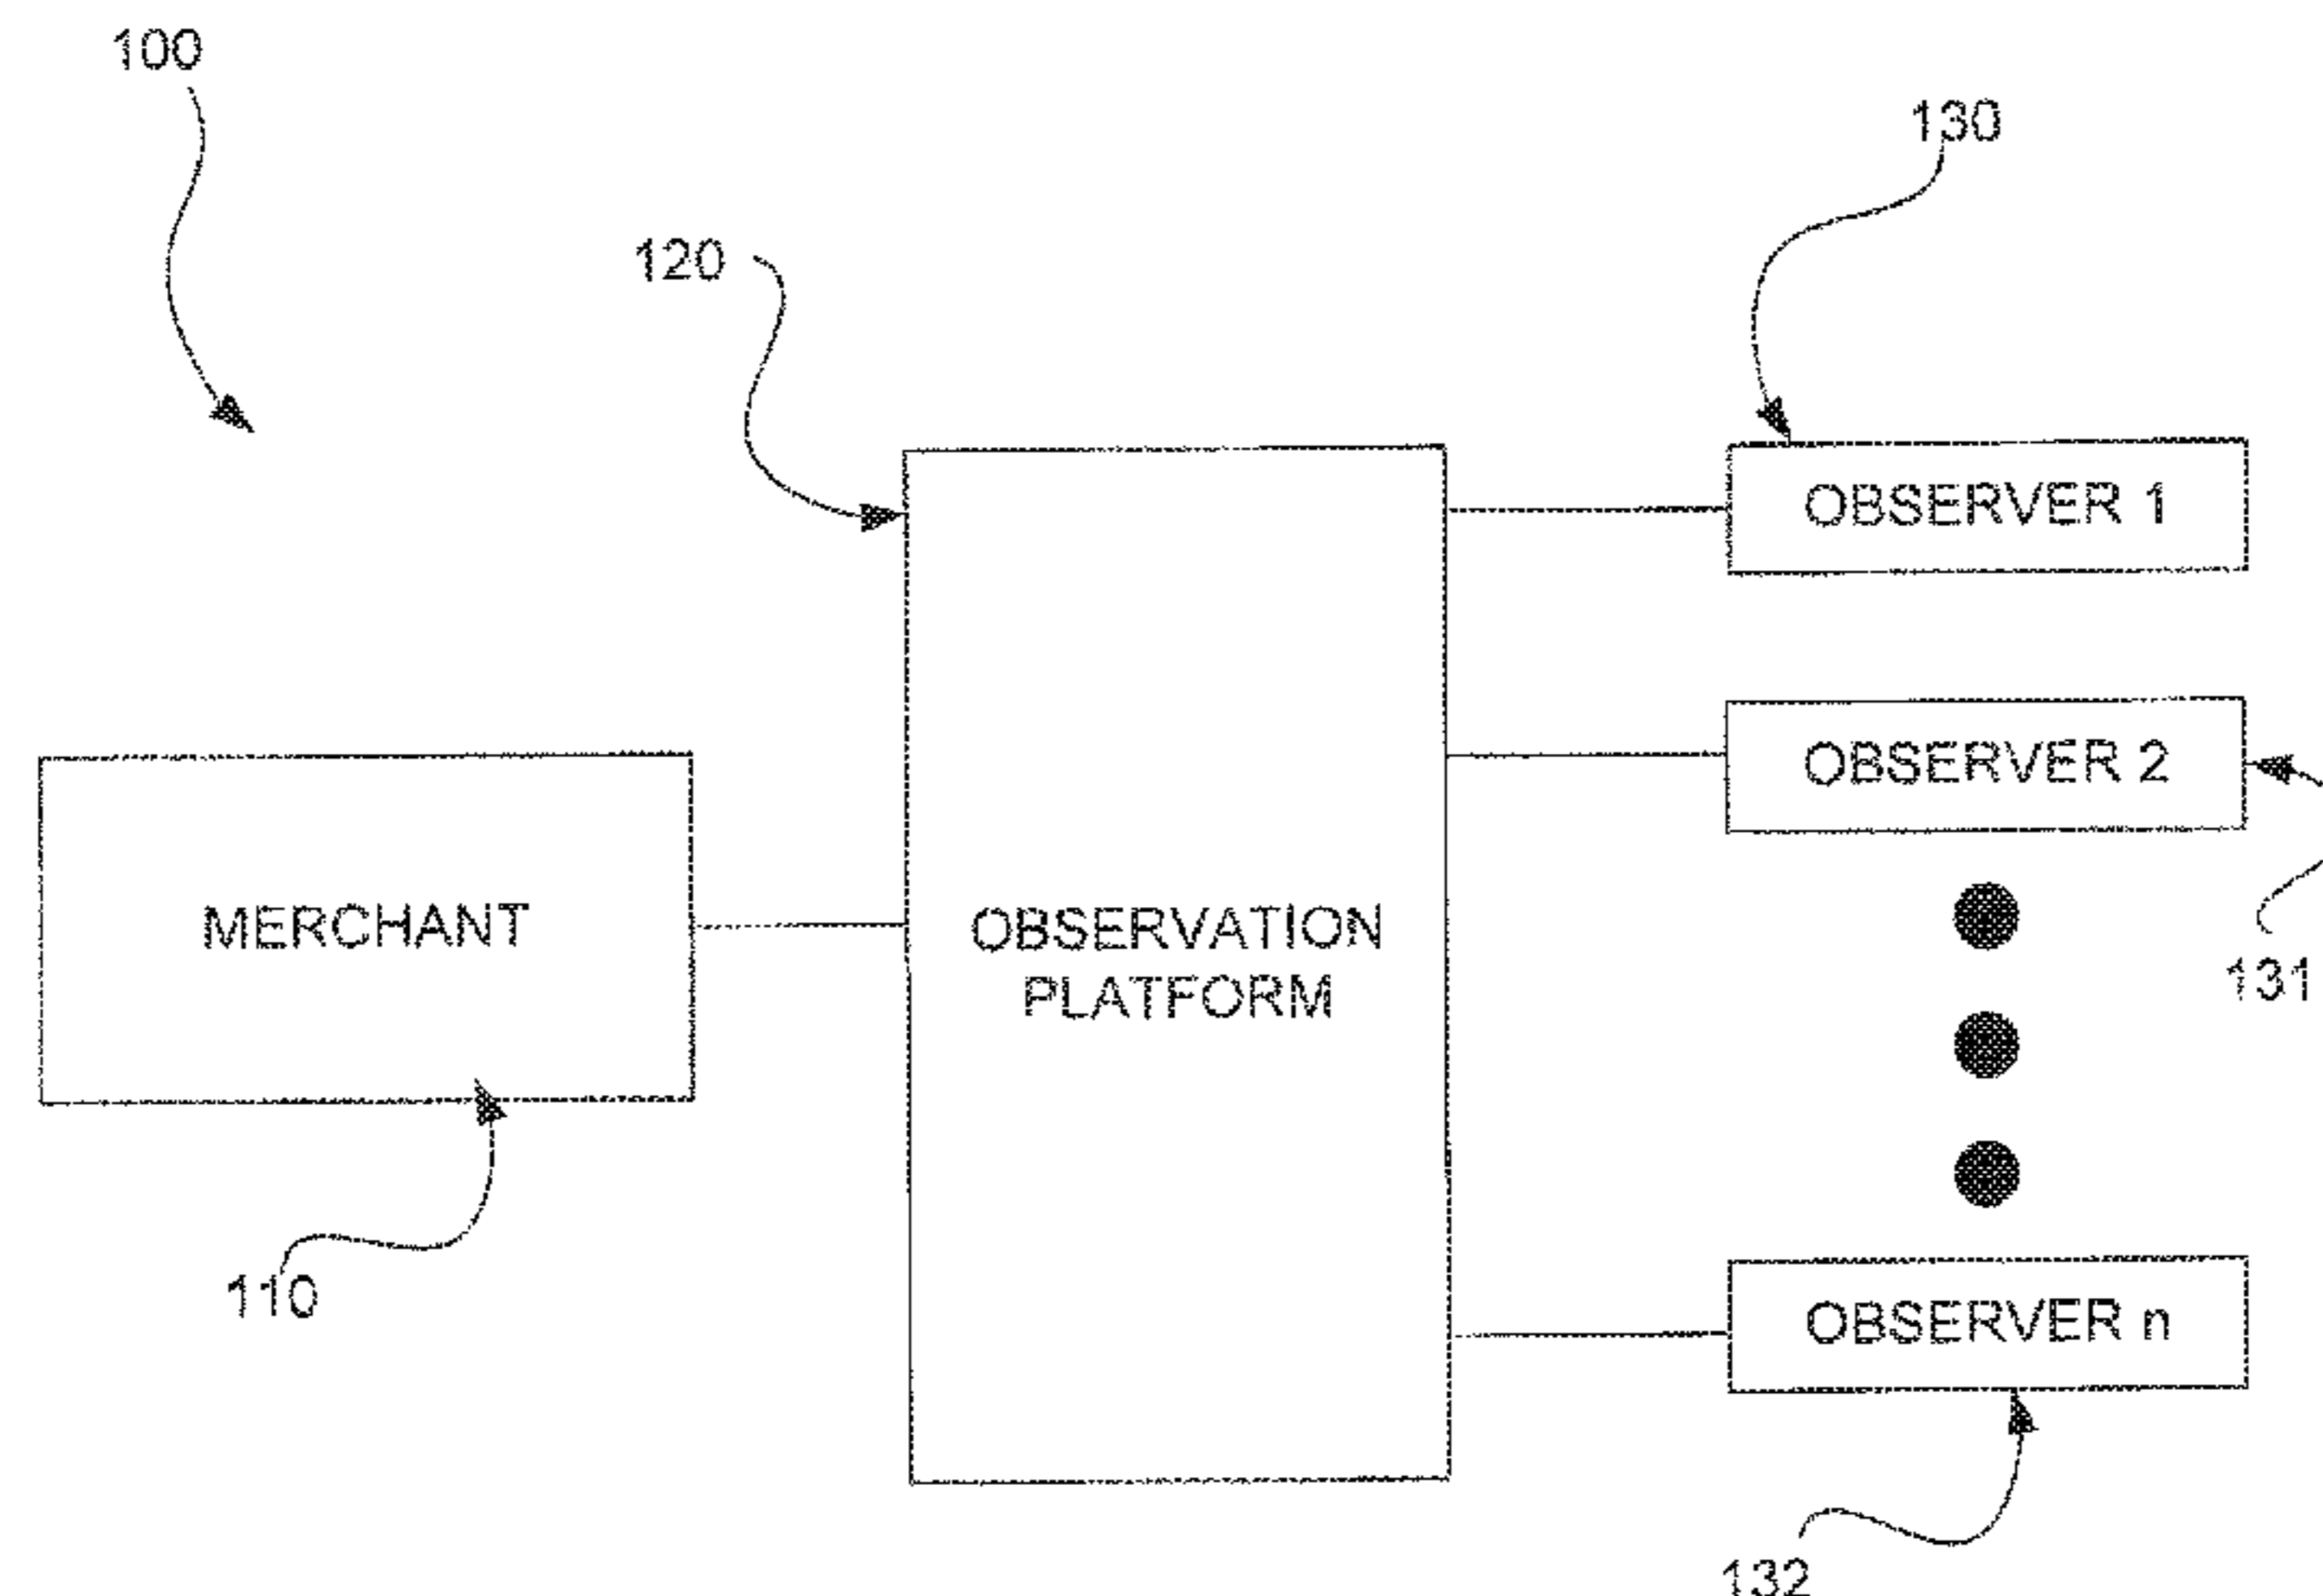 100
130
120
OBSERVER 1
OBSERVER 2
MERCHANT
OBSERVATION
PLATFORM
131
110
OBSERVER n
132